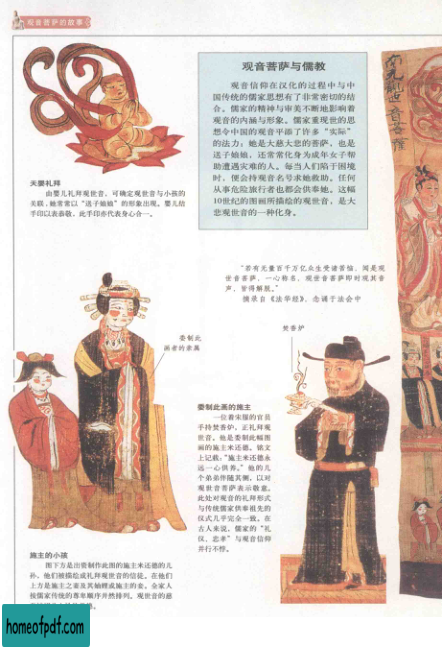 观音菩萨的故事
观音菩萨与儒教
观音信仰在汉化的过程中与中
国传统的儒家思想有了非常密切的结
合。儒家的精神与审美不断地影响着
观音的内涵与形象。儒家重现世的思
想令中国的观音平添了许多“实际”
的法力：她是大慈大悲的菩萨，也是
送子娘娘，还常常化身为成年女子帮
助遭遇灾难的人。每当人们陷于困境
时，便会持观音名号求她救助。任何
从事危险旅行者也都会供奉她。这幅
10世纪的图画所描绘的观世音，是大
悲观世音的一种化身。
天婴礼拜
由婴儿礼拜观世音，可确定观世音与小孩的
关联，她常常以“送子娘娘”的形象出现。婴儿结
手印以表恭敬，此手印亦代表身心合一。
“若有无量百千万亿众生受诸苦恼，闻是观
世音菩萨，一心称名，观世音菩萨即时观其音
声，皆得解脱。”
摘录自《法华经》，念诵于法会中
委制此
画者的亲属
焚香炉
委制此画的施主
一位着宋服的官员
手持焚香炉，正礼拜观
世音。他是委制此幅图
画的施主米还德。铭文
上记载：“施主米还德永
远一心供养。”他的几
个弟弟伴随其侧，以对
观世音菩萨表示敬意。
此处对观音的礼拜形式
与传统儒家供奉祖先的
仪式几乎完全一致。在
古人来说，儒家的“礼
仪、忠孝”与观音信仰
并行不悖。
施主的小孩
图下方是出资制作此图的施主米还德的儿
孙，他们被描绘成礼拜观世音的信徒。在他们
上方是施主之妻及其妯娌或施主的妾。全家人
按儒家传统的尊卑顺序井然排列。观世音的慈
homeofpdf.com